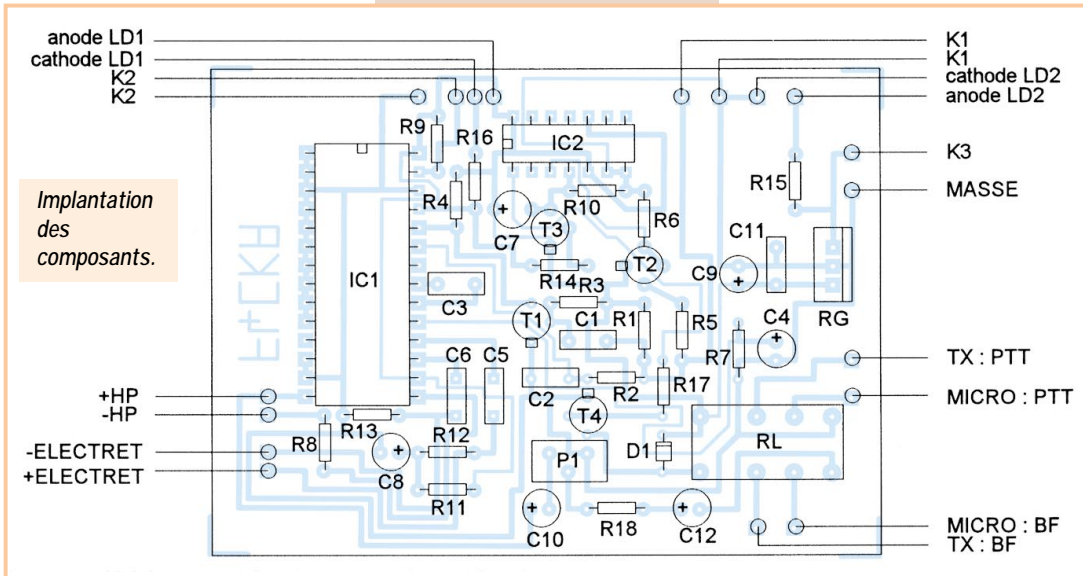 anode LD1
cathode LD1
K2
K2
K1
K1
cathode LD2
anode LD2
K3
MASSE
R9
R16
IC2
R4
R10
R6
R15
C7
T3
T2
C11
C9
Implantation
des
composants.
IC1
C3
R14
R3
T1
C1
R1
R5
C4
RG
R7
TX : PTT
C6
C5
C2
R2
R17
+HP
-HP
MICRO : PTT
T4
R13
R8
R12
D1
RL
P1
-ELECTRET
+ELECTRET
C8
R11
C10
R18
C12
MICRO : BF
TX : BF